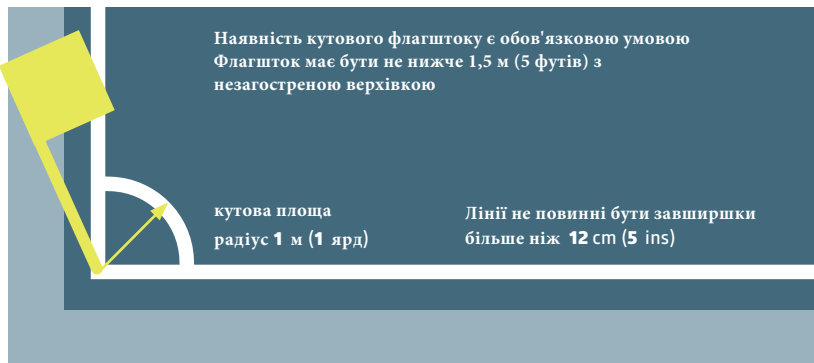 Наявність кутового флагштоку є обов'язковою умовою
Флагшток має бути не нижче 1,5 м (5 футів) з
незагостреною верхівкою
кутова площа
радіус 1 м (1 ярд)
Лінії не повинні бути завширшки
більше ніж 12 cm (5 ins)